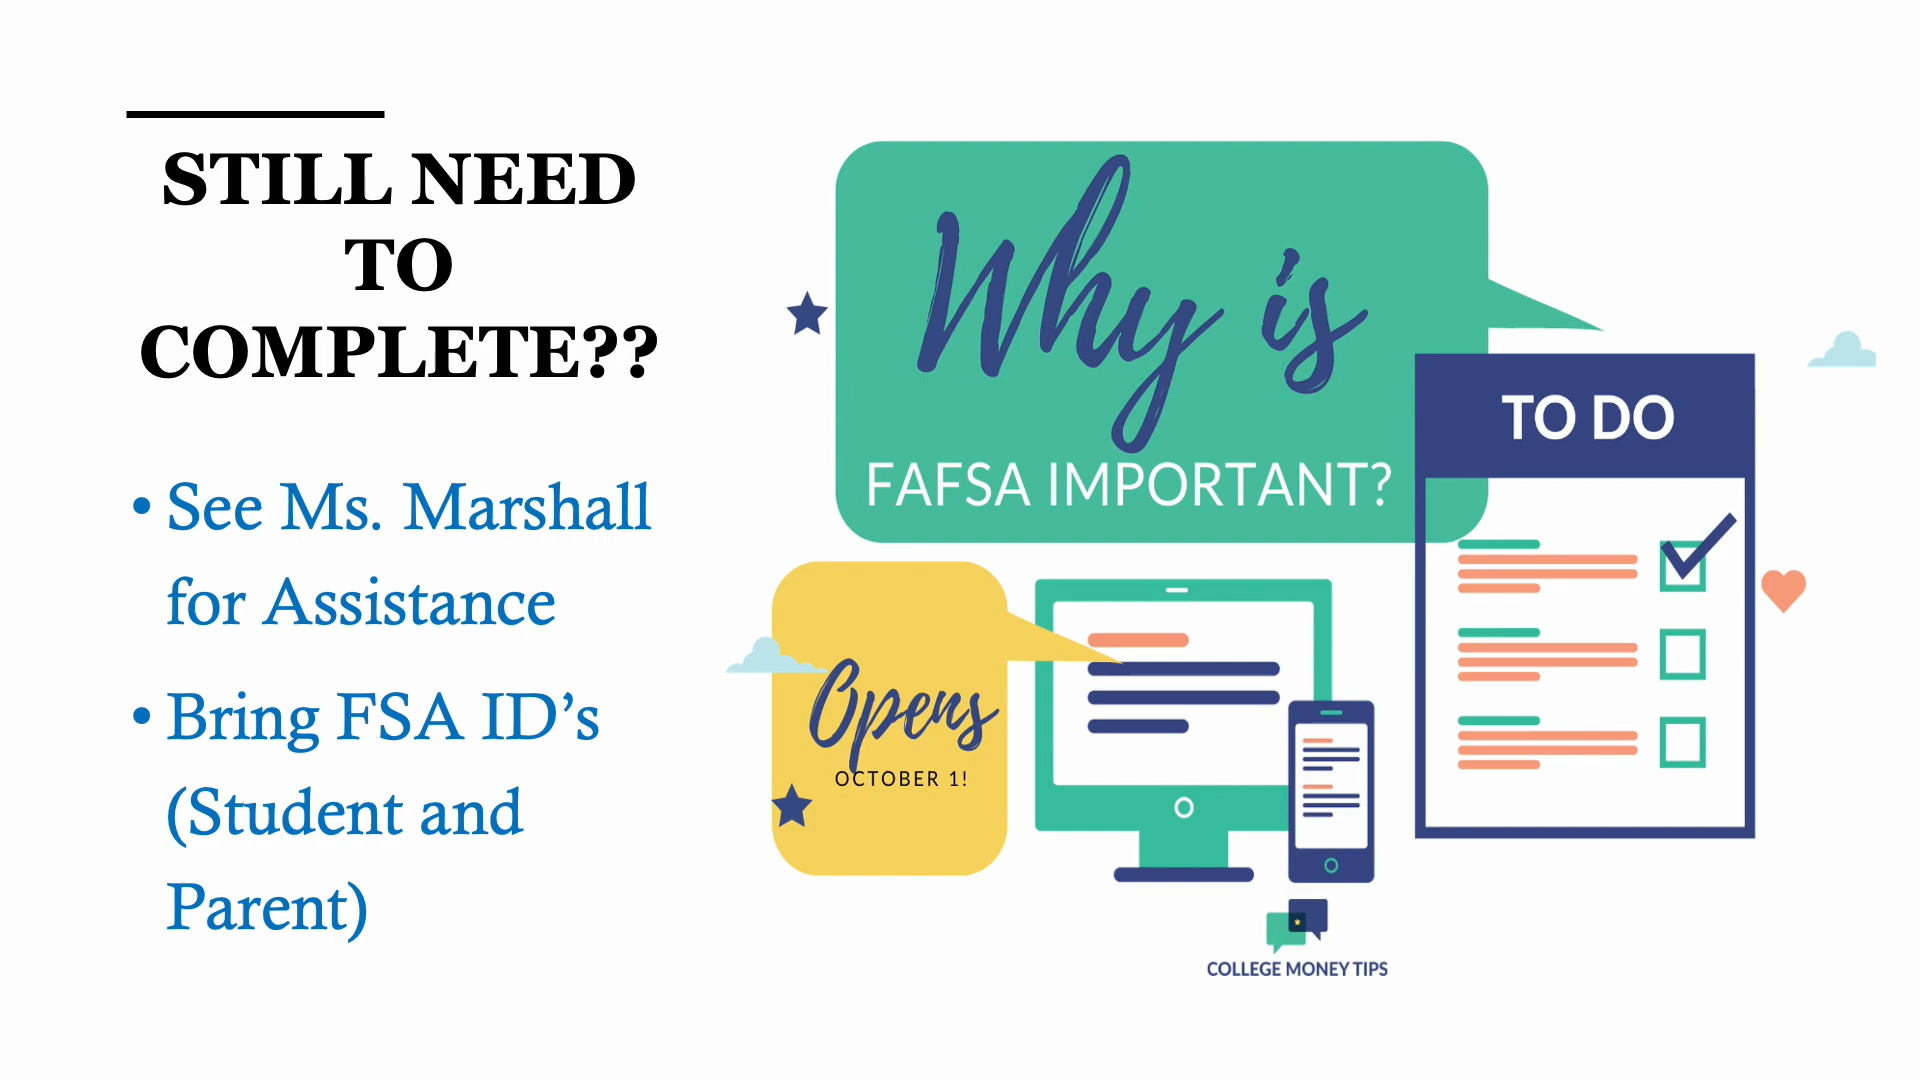 STILL NEED
TO
COMPLETE??
• See Ms. Marshall
for Assistance
• Bring FSA ID’s
(Student and
Parent)
Why is
FAFSA IMPORTANT?
TO DO
Opens
OCTOBER 1!
COLLEGE MONEY TIPS